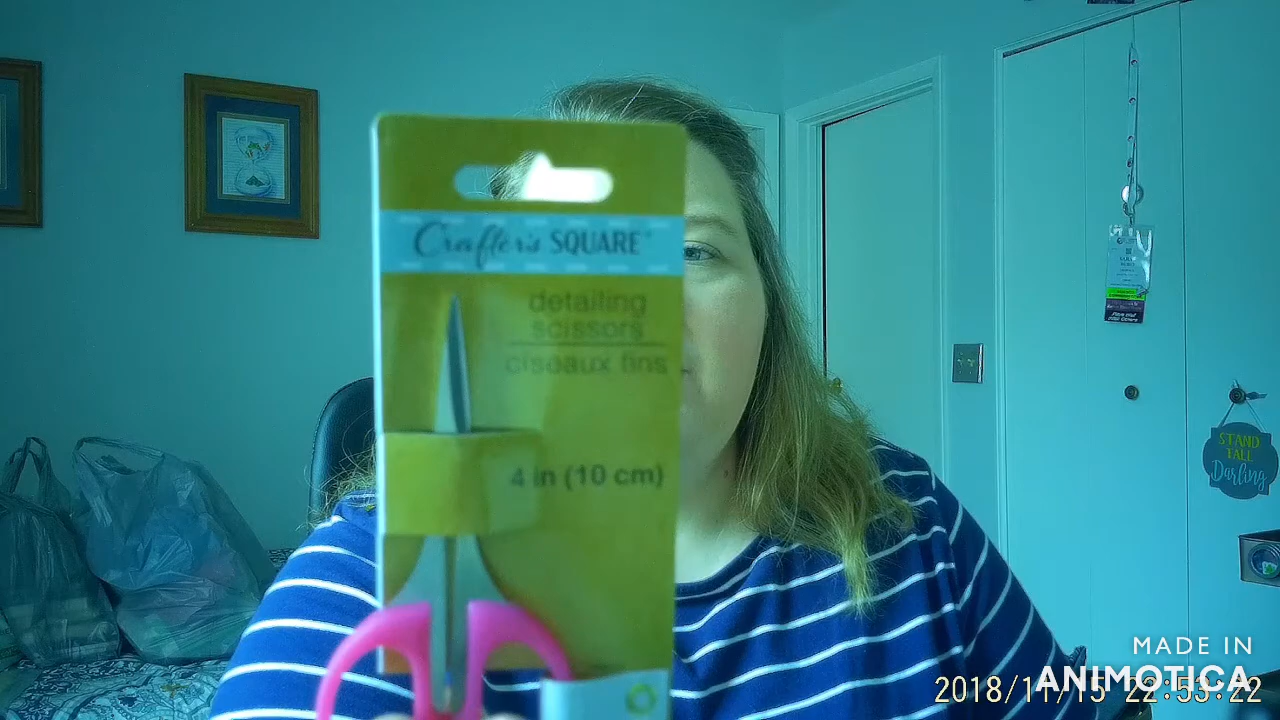 Crafter's SQUARE
detailing
scissors
ciseaux fins
4 in (10 cm)
STAND
TALL
Darling
MADE IN
ANIMOTICA
2018/11/15 22:53:22